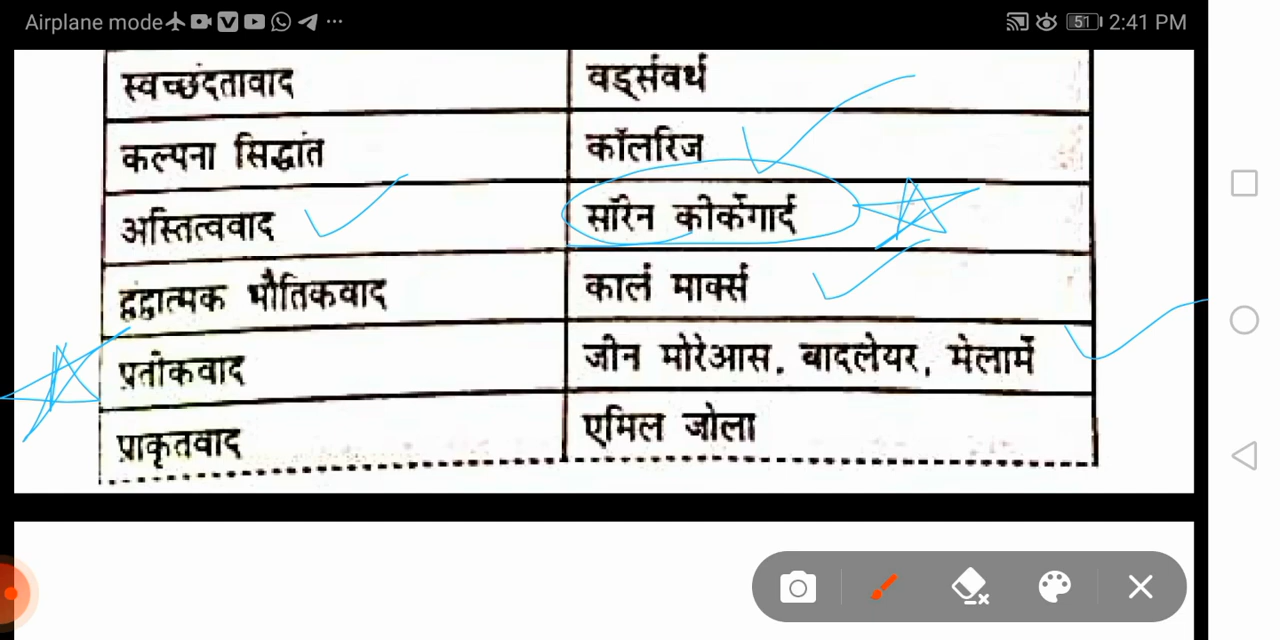 Airplane mode 51 2:41 PM
स्वच्छंदतावाद वर्ड्सवर्थ
कल्पना सिद्धांत कॉलरिज
अस्तित्ववाद सॉरेन कीर्केगार्द
द्वंद्वात्मक भौतिकवाद कार्ल मार्क्स
प्रतीकवाद जीन मोरेआस, बादलेयर, मेलार्मे
प्राकृतवाद एमिल जोला